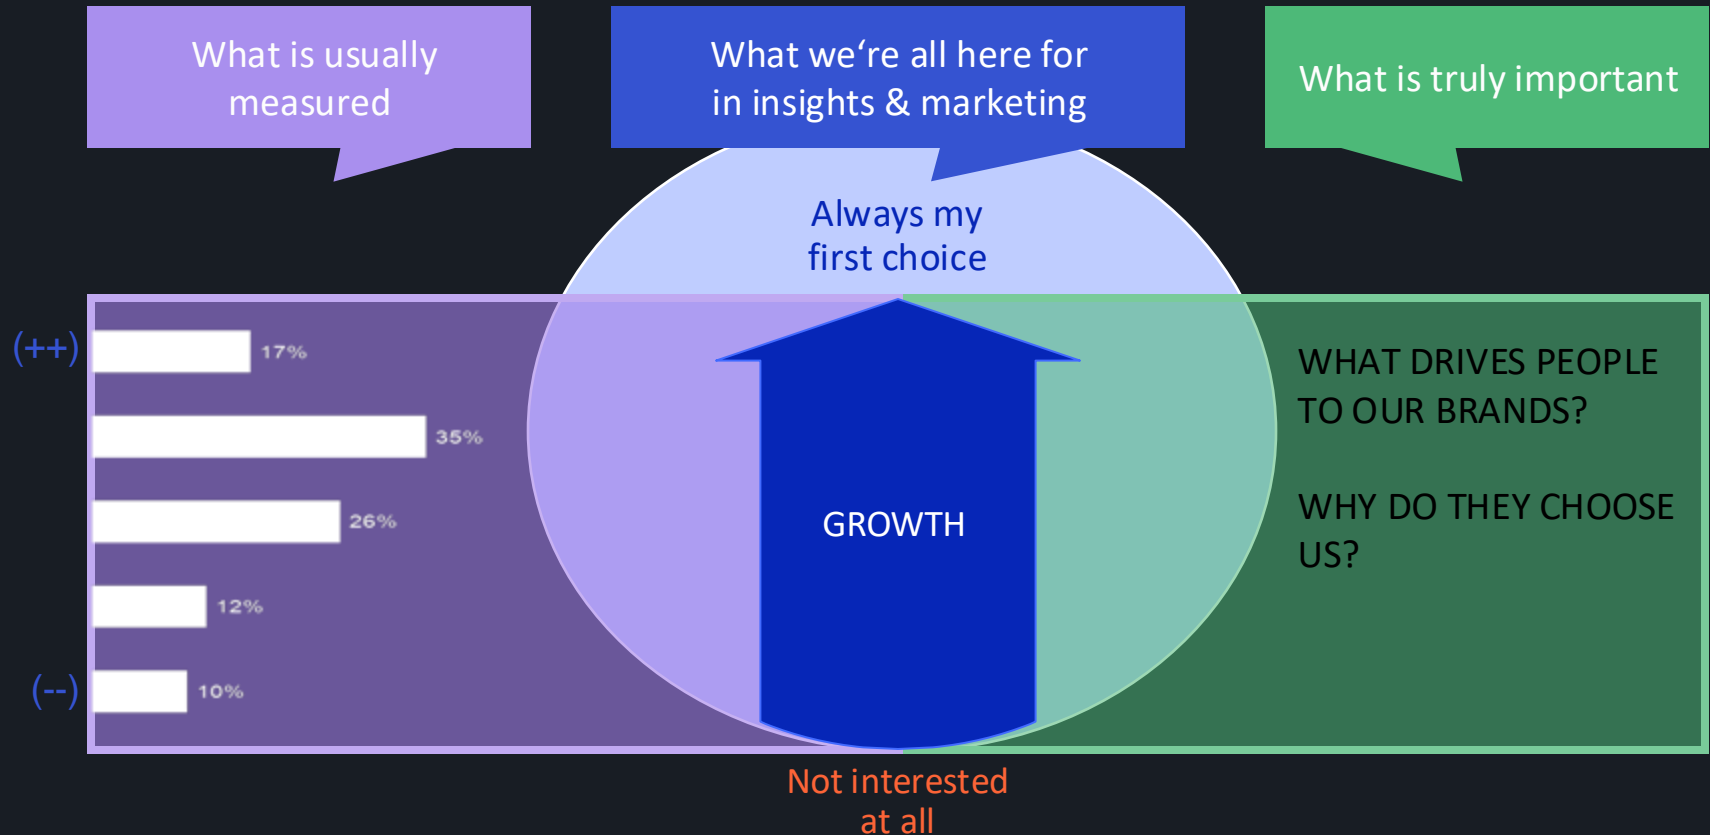 What is usually
measured
What we‘re all here for
in insights & marketing
What is truly important
Always my
first choice
(++)
17%
35%
26%
12%
(--)
10%
GROWTH
WHAT DRIVES PEOPLE
TO OUR BRANDS?
WHY DO THEY CHOOSE
US?
Not interested
at all